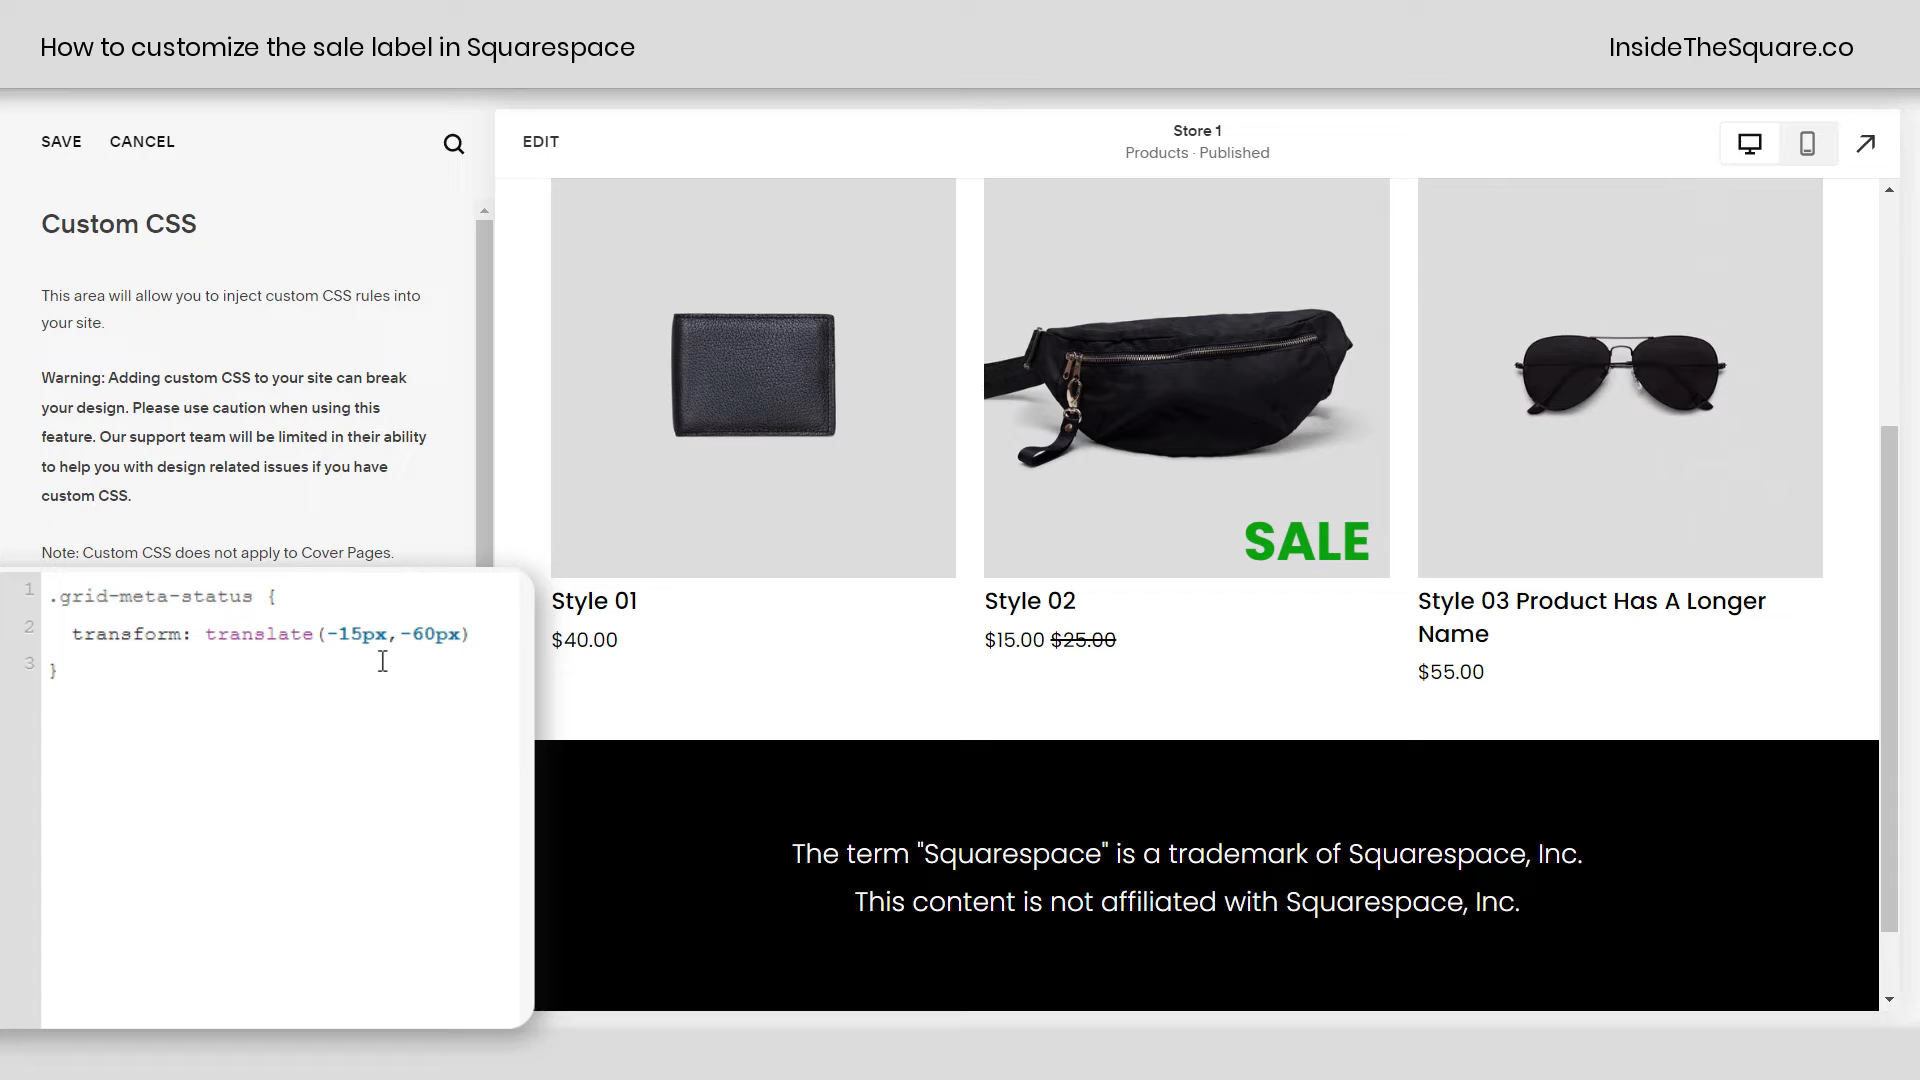 How to customize the sale label in Squarespace
InsideTheSquare.co
SAVE
CANCEL
EDIT
Store 1
Products · Published
Custom CSS
This area will allow you to inject custom CSS rules into
your site.
Warning: Adding custom CSS to your site can break
your design. Please use caution when using this
feature. Our support team will be limited in their ability
to help you with design related issues if you have
custom CSS.
Note: Custom CSS does not apply to Cover Pages.
1 .grid-meta-status {
2 transform: translate(-15px,-60px)
3 }
SALE
Style 01
$40.00
Style 02
$15.00 $25.00
Style 03 Product Has A Longer
Name
$55.00
The term "Squarespace" is a trademark of Squarespace, Inc.
This content is not affiliated with Squarespace, Inc.